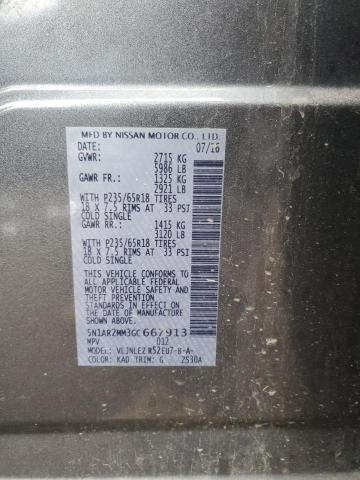 MFD BY NISSAN MOTOR CO., LTD.
DATE: 07/16
GVWR: 2715 KG
5986 LB
GAWR FR.: 1325 KG
2921 LB
WITH P235/65R18 TIRES
18 X 7.5 RIMS AT 33 PSI
COLD SINGLE
GAWR RR.: 1415 KG
3120 LB
WITH P235/65R18 TIRES
18 X 7.5 RIMS AT 33 PSI
COLD SINGLE
THIS VEHICLE CONFORMS TO
ALL APPLICABLE U.S. FEDERAL
MOTOR VEHICLE SAFETY AND
THEFT PREVENTION STANDARDS
IN EFFECT ON THE DATE OF
MANUFACTURE SHOWN ABOVE.
5N1AR2MM3GC667913
MPV 012
MODEL: VLJNLEZ R52EU7-B-A-
COLOR: KAD TRIM: G 2S30A